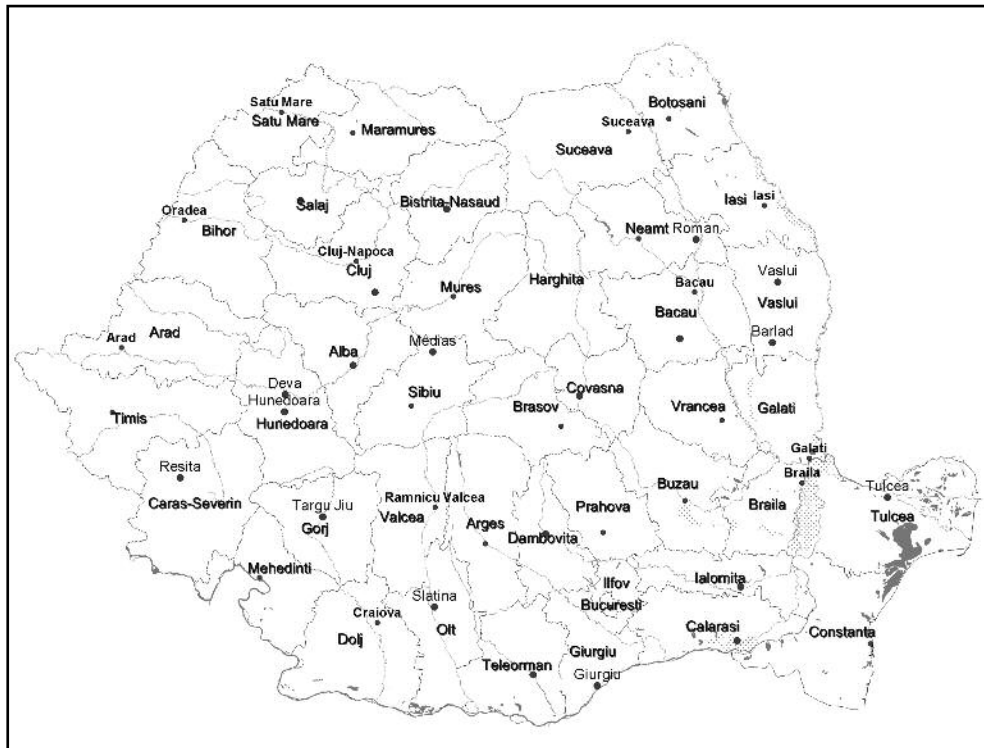 Satu Mare
Satu Mare
Maramures
Botosani
Suceava
Suceava
Salaj
Bistrita-Nasaud
Iasi
Iasi
Oradea
Bihor
Neamt
Roman
Cluj-Napoca
Cluj
Mures
Harghita
Vaslui
Bacau
Vaslui
Arad
Arad
Bacau
Barlad
Alba
Medias
Deva
Hunedoara
Hunedoara
Sibiu
Covasna
Brasov
Vrancea
Galati
Timis
Galati
Resita
Caras-Severin
Braila
Targu Jiu
Gorj
Ramnicu Valcea
Valcea
Arges
Prahova
Buzau
Braila
Tulcea
Tulcea
Dambovita
Mehedinti
Ilfov
Ialomita
Bucuresti
Slatina
Craiova
Dolj
Olt
Calarasi
Constanta
Teleorman
Giurgiu
Giurgiu